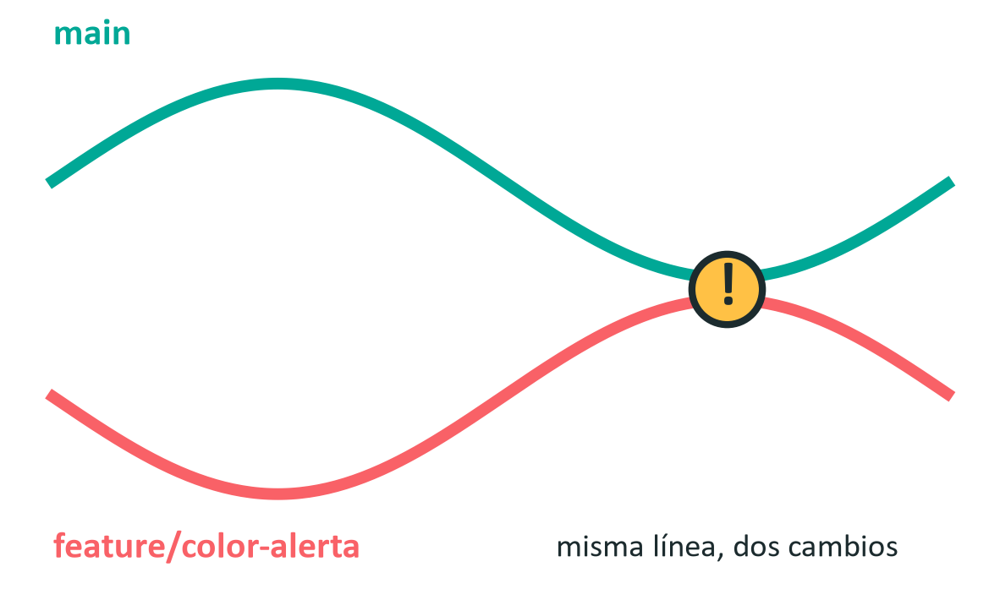 main
!
feature/color-alerta
misma línea, dos cambios